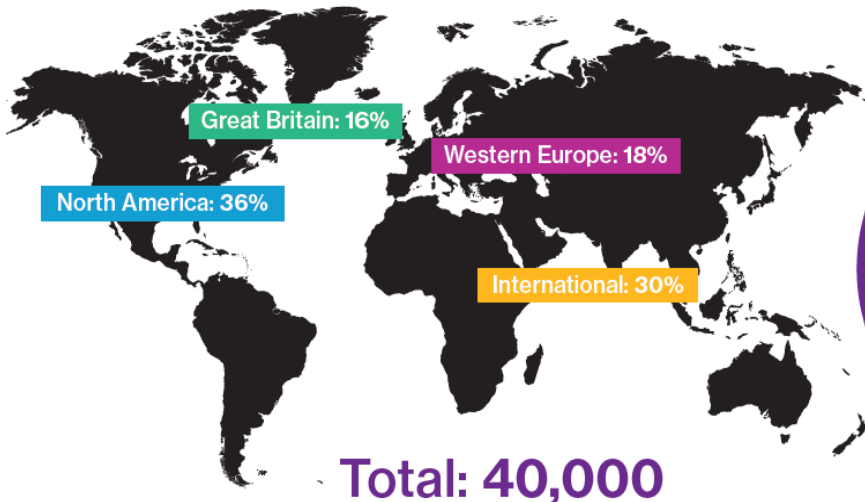 Great Britain: 16%
Western Europe: 18%
North America: 36%
International: 30%
Total: 40,000